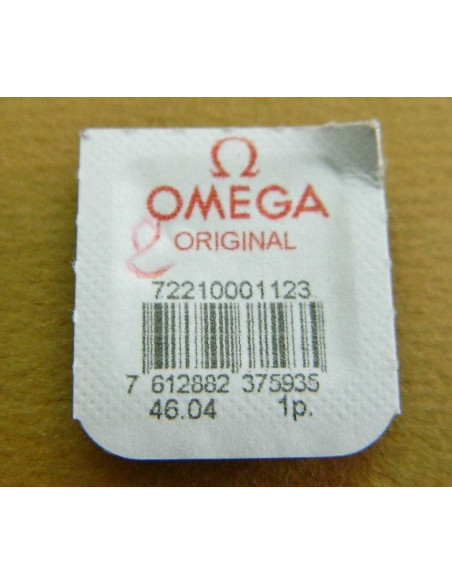 Ω
OMEGA
ORIGINAL
72210001123
7 612882 375935
46.04 1p.